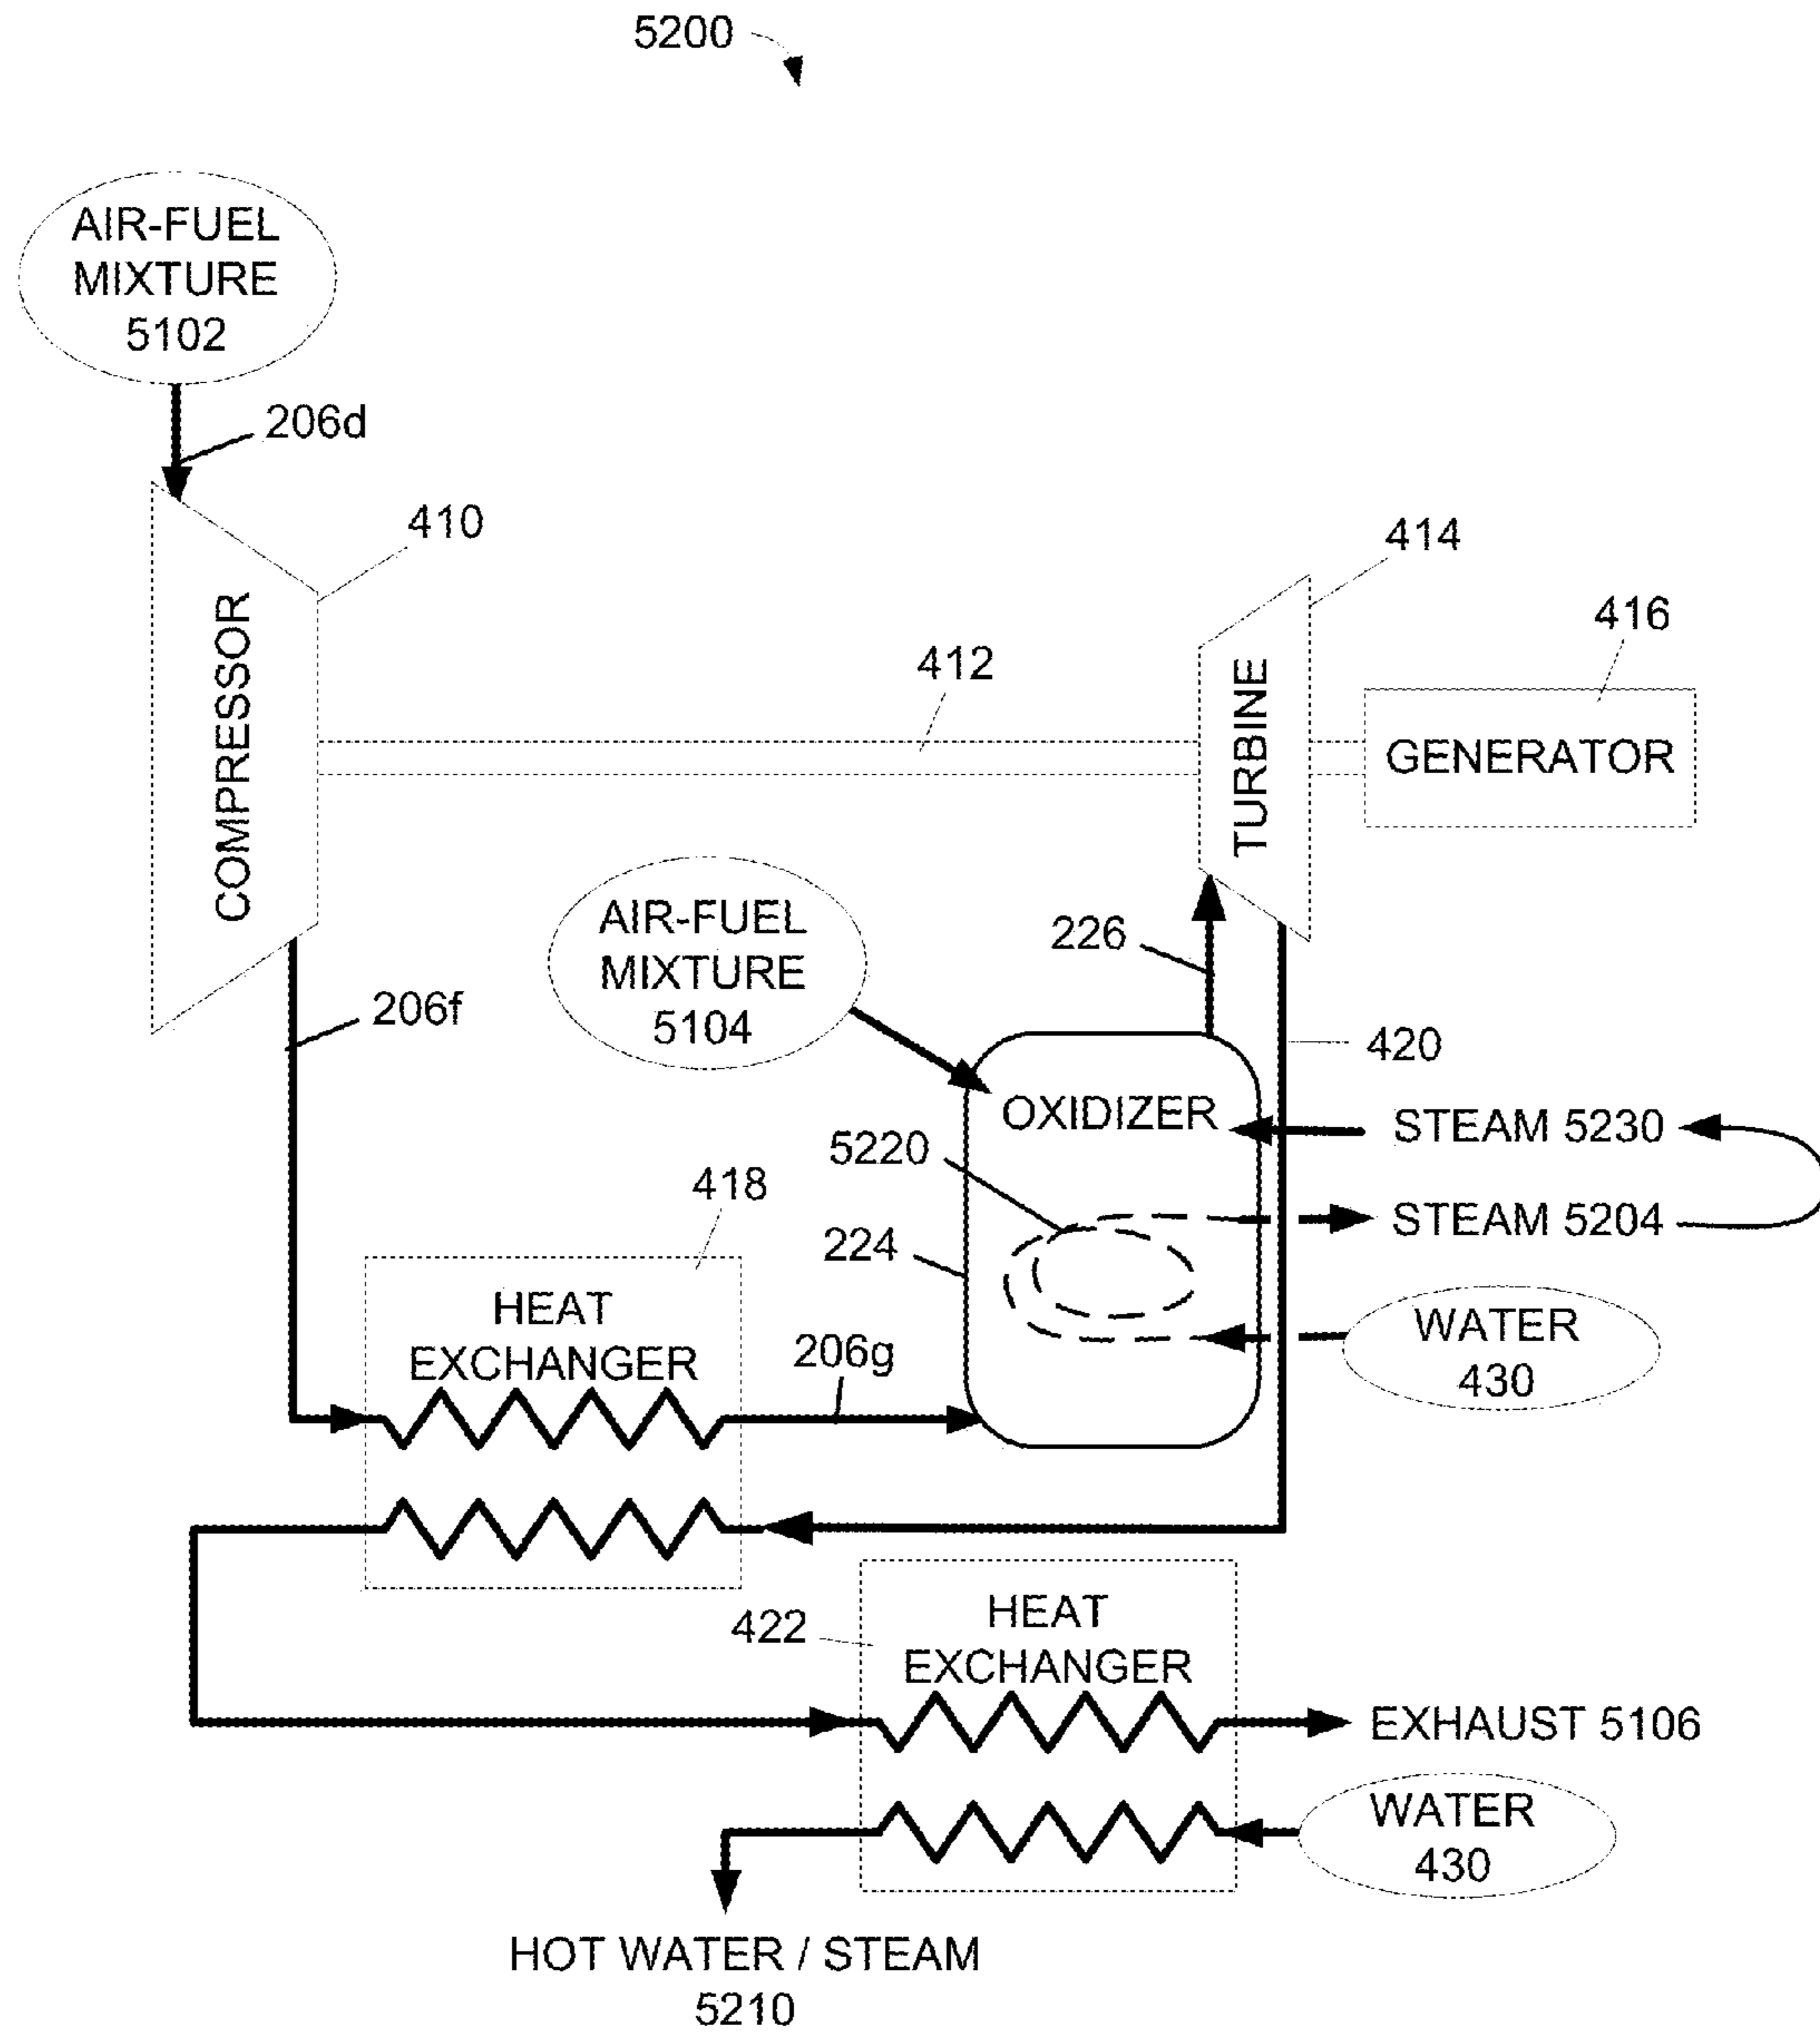 5200
AIR-FUEL
MIXTURE
5102
206d
410
414
416
COMPRESSOR
412
TURBINE
GENERATOR
AIR-FUEL
MIXTURE
5104
226
206f
420
OXIDIZER
STEAM 5230
5220
418
STEAM 5204
224
HEAT
EXCHANGER
WATER
430
206g
HEAT
EXCHANGER
422
EXHAUST 5106
WATER
430
HOT WATER / STEAM
5210